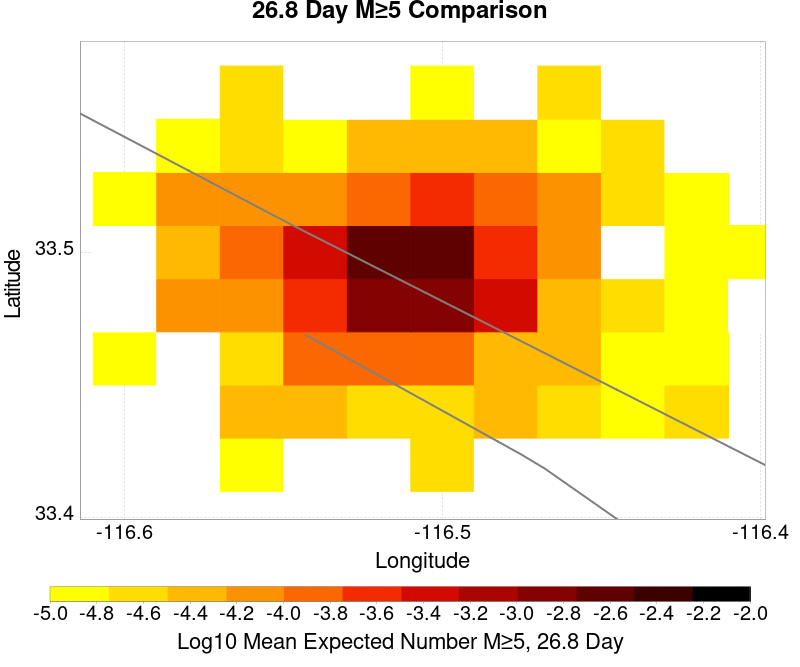 26.8 Day M≥5 Comparison
Latitude
33.5
33.4
-116.6 -116.5 -116.4
Longitude
-5.0 -4.8 -4.6 -4.4 -4.2 -4.0 -3.8 -3.6 -3.4 -3.2 -3.0 -2.8 -2.6 -2.4 -2.2 -2.0
Log10 Mean Expected Number M≥5, 26.8 Day